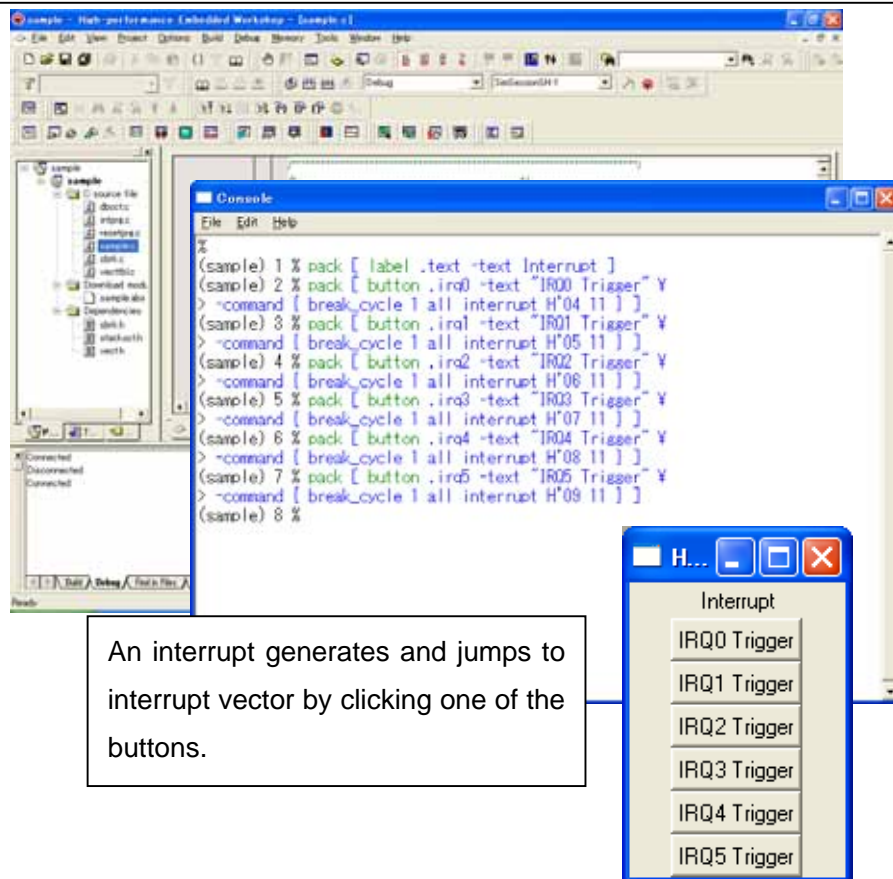 sample - High-performance Embedded Workshop - [sample.c]
File Edit View Project Options Build Debug Memory Tools Window Help
Debug
SimSessionSH-1
sample
sample
C source file
dbsct.c
intprg.c
resetprg.c
sample.c
sbrk.c
vecttbl.c
Download modu
sample.abs
Dependencies
sbrk.h
stacksct.h
vect.h
Connected
Disconnected
Connected
Build Debug Find in Files
Ready
Console
File Edit Help
%
(sample) 1 % pack [ label .text -text Interrupt ]
(sample) 2 % pack [ button .irq0 -text "IRQ0 Trigger" ¥
> -command [ break_cycle 1 all interrupt H'04 11 ] ]
(sample) 3 % pack [ button .irq1 -text "IRQ1 Trigger" ¥
> -command [ break_cycle 1 all interrupt H'05 11 ] ]
(sample) 4 % pack [ button .irq2 -text "IRQ2 Trigger" ¥
> -command [ break_cycle 1 all interrupt H'06 11 ] ]
(sample) 5 % pack [ button .irq3 -text "IRQ3 Trigger" ¥
> -command [ break_cycle 1 all interrupt H'07 11 ] ]
(sample) 6 % pack [ button .irq4 -text "IRQ4 Trigger" ¥
> -command [ break_cycle 1 all interrupt H'08 11 ] ]
(sample) 7 % pack [ button .irq5 -text "IRQ5 Trigger" ¥
> -command [ break_cycle 1 all interrupt H'09 11 ] ]
(sample) 8 %
An interrupt generates and jumps to
interrupt vector by clicking one of the
buttons.
H...
Interrupt
IRQ0 Trigger
IRQ1 Trigger
IRQ2 Trigger
IRQ3 Trigger
IRQ4 Trigger
IRQ5 Trigger